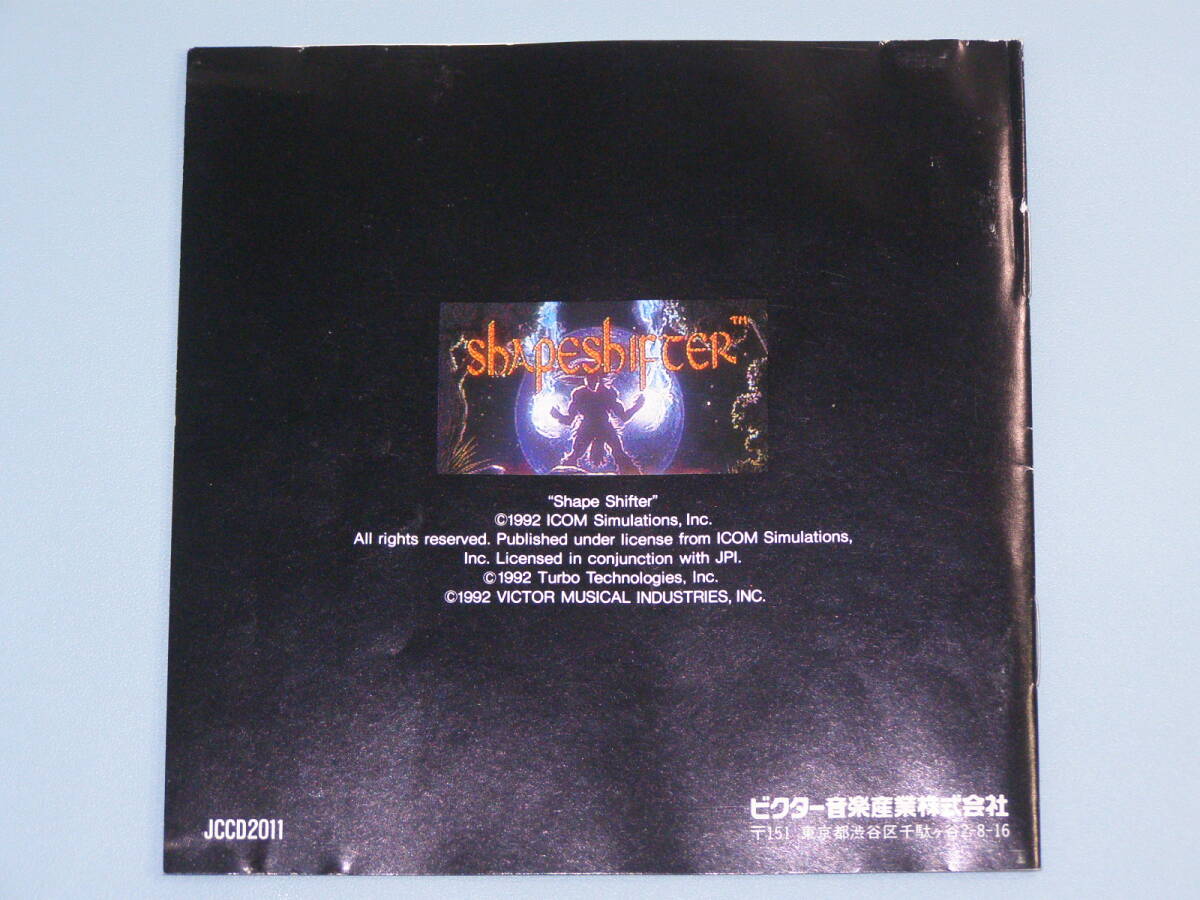 ShapeShifter™
“Shape Shifter”
©1992 ICOM Simulations, Inc.
All rights reserved. Published under license from ICOM Simulations,
Inc. Licensed in conjunction with JPI.
©1992 Turbo Technologies, Inc.
©1992 VICTOR MUSICAL INDUSTRIES, INC.
JCCD2011
ビクター音楽産業株式会社
〒151 東京都渋谷区千駄ヶ谷2-8-16